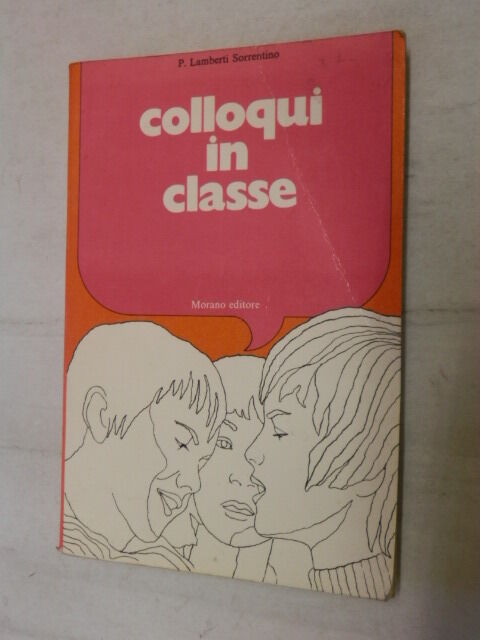 P. Lamberti Sorrentino
colloqui
in
classe
Morano editore